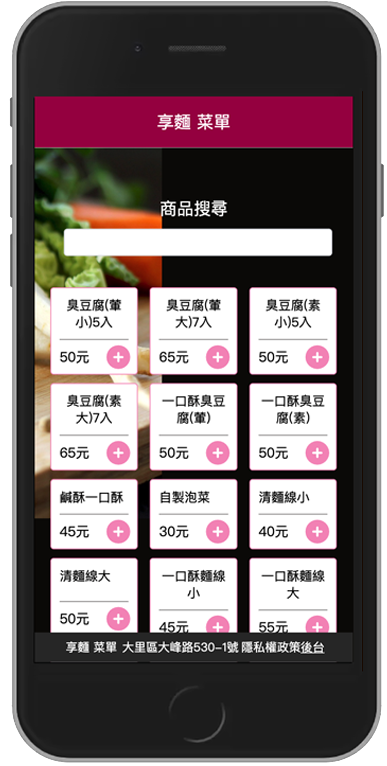 享麵 菜單
商品搜尋
臭豆腐(葷
小)5入
50元
臭豆腐(葷
大)7入
65元
臭豆腐(素
小)5入
50元
臭豆腐(素
大)7入
65元
一口酥臭豆
腐(葷)
50元
一口酥臭豆
腐(素)
50元
鹹酥一口酥
45元
自製泡菜
30元
清麵線小
40元
清麵線大
50元
一口酥麵線
小
45元
一口酥麵線
大
55元
享麵 菜單 大里區大峰路530-1號 隱私權政策後台